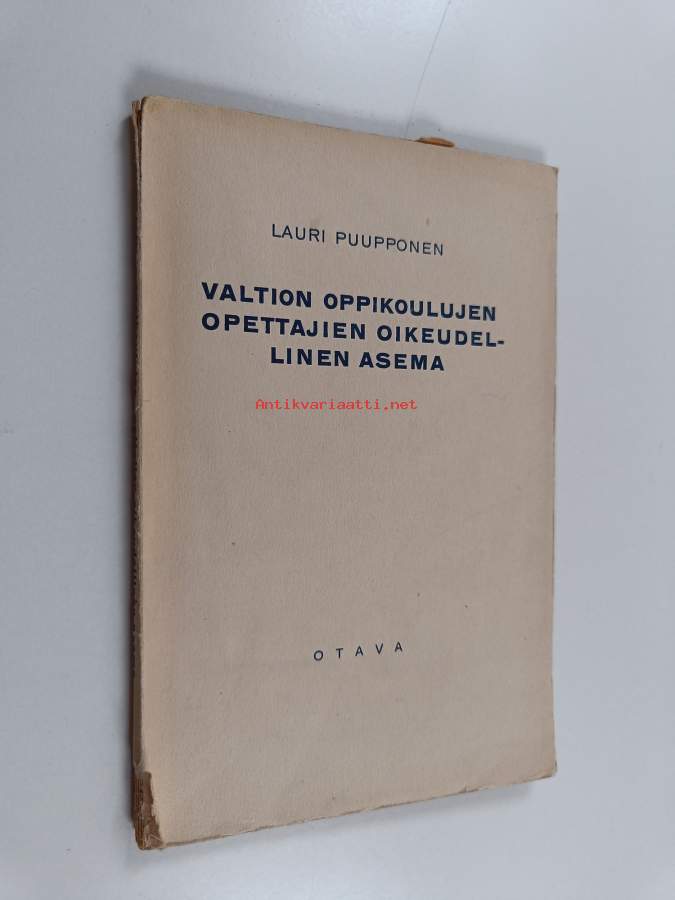 LAURI PUUPPONEN
VALTION OPPIKOULUJEN
OPETTAJIEN OIKEUDEL-
LINEN ASEMA
Antikvariaatti.net
OTAVA